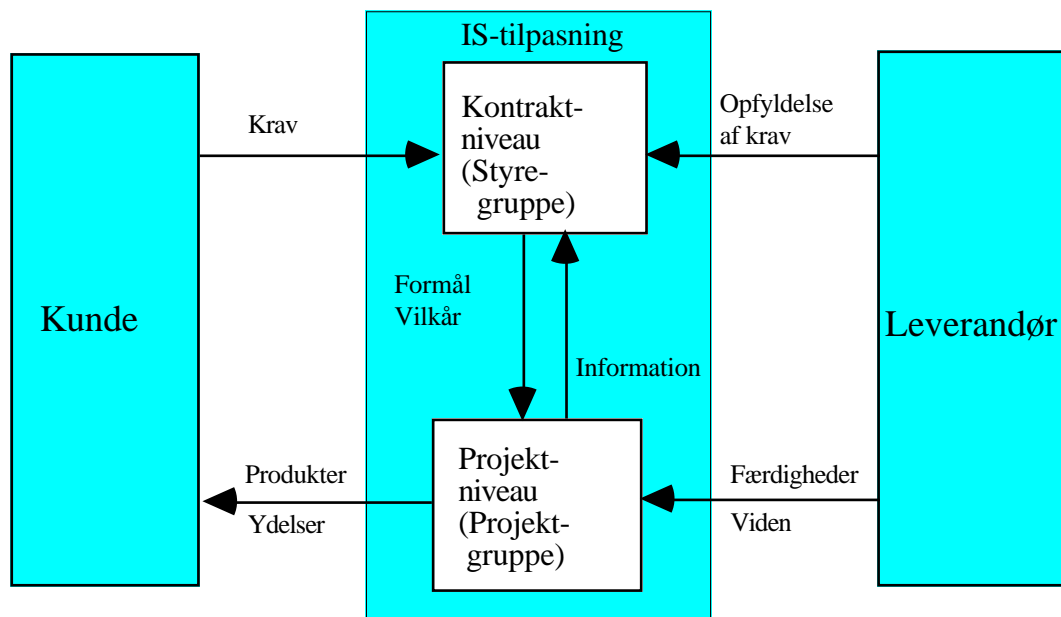 IS-tilpasning
Kontrakt-
niveau
(Styre-
gruppe)
Krav
Opfyldelse
af krav
Kunde
Formål
Vilkår
Information
Leverandør
Projekt-
niveau
(Projekt-
gruppe)
Produkter
Ydelser
Færdigheder
Viden